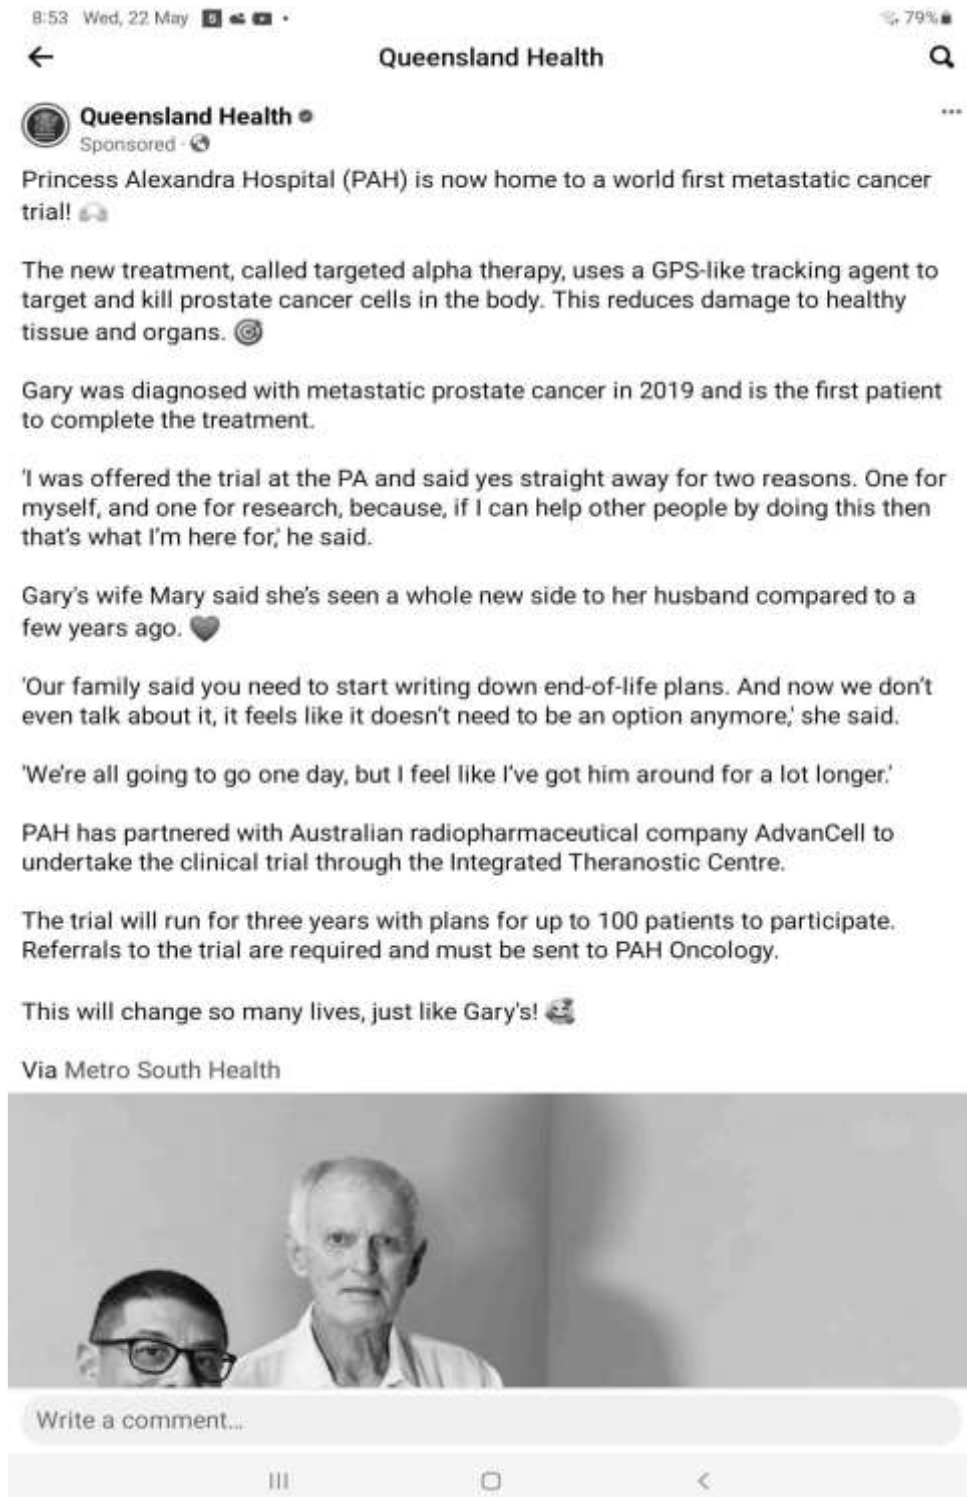 8:53 Wed, 22 May
79%
Queensland Health
Queensland Health
Sponsored ·
Princess Alexandra Hospital (PAH) is now home to a world first metastatic cancer
trial! 🙌
The new treatment, called targeted alpha therapy, uses a GPS-like tracking agent to
target and kill prostate cancer cells in the body. This reduces damage to healthy
tissue and organs. 🎯
Gary was diagnosed with metastatic prostate cancer in 2019 and is the first patient
to complete the treatment.
'I was offered the trial at the PA and said yes straight away for two reasons. One for
myself, and one for research, because, if I can help other people by doing this then
that's what I'm here for,' he said.
Gary's wife Mary said she's seen a whole new side to her husband compared to a
few years ago. ❤️
'Our family said you need to start writing down end-of-life plans. And now we don't
even talk about it, it feels like it doesn't need to be an option anymore,' she said.
'We're all going to go one day, but I feel like I've got him around for a lot longer.'
PAH has partnered with Australian radiopharmaceutical company AdvanCell to
undertake the clinical trial through the Integrated Theranostic Centre.
The trial will run for three years with plans for up to 100 patients to participate.
Referrals to the trial are required and must be sent to PAH Oncology.
This will change so many lives, just like Gary's! 🥰
Via Metro South Health
Write a comment...